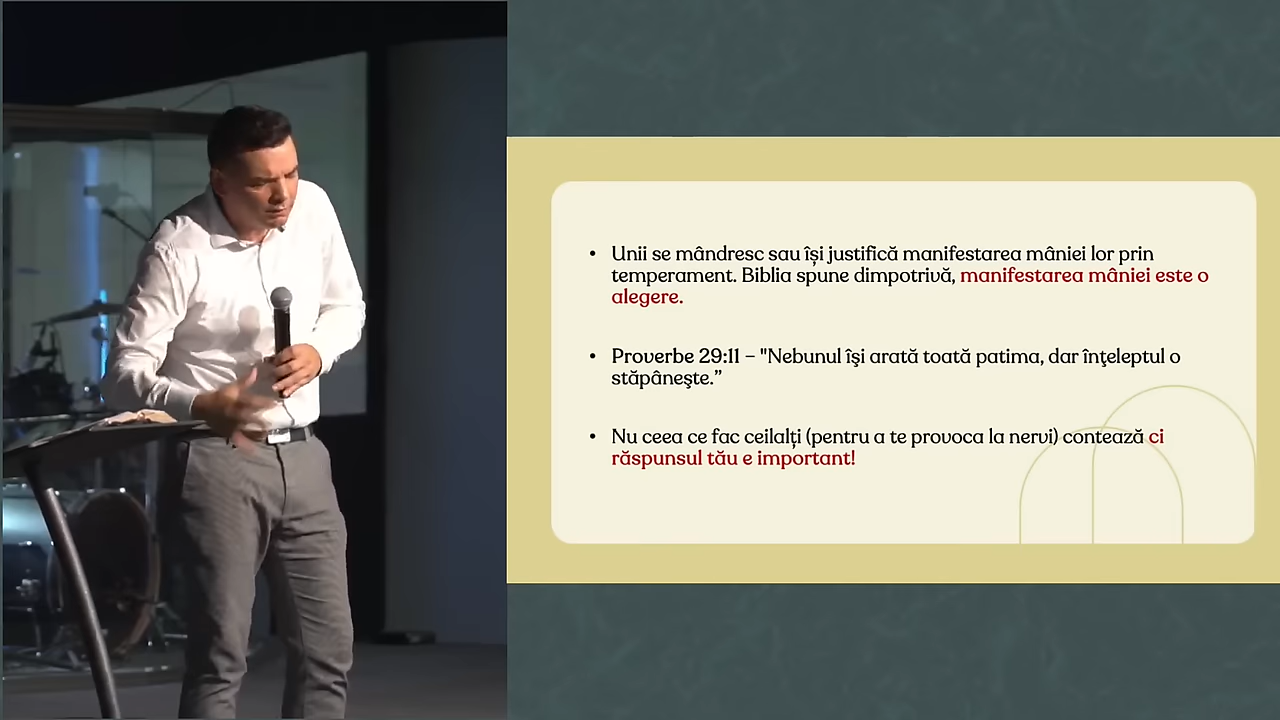 • Unii se mândresc sau își justifică manifestarea mâniei lor prin
temperament. Biblia spune dimpotrivă, manifestarea mâniei este o
alegere.
• Proverbe 29:11 – "Nebunul îşi arată toată patima, dar înţeleptul o
stăpâneşte.”
• Nu ceea ce fac ceilalți (pentru a te provoca la nervi) contează ci
răspunsul tău e important!